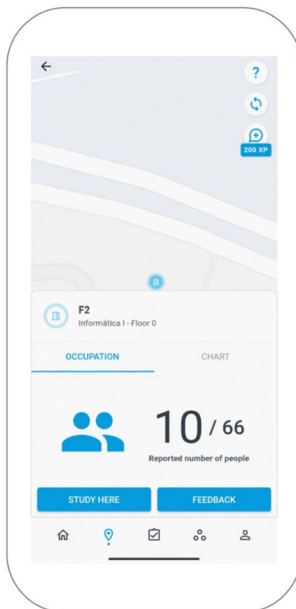 ?
200 XP
F2
Informática I - Floor 0
OCCUPATION CHART
10 / 66
Reported number of people
STUDY HERE FEEDBACK